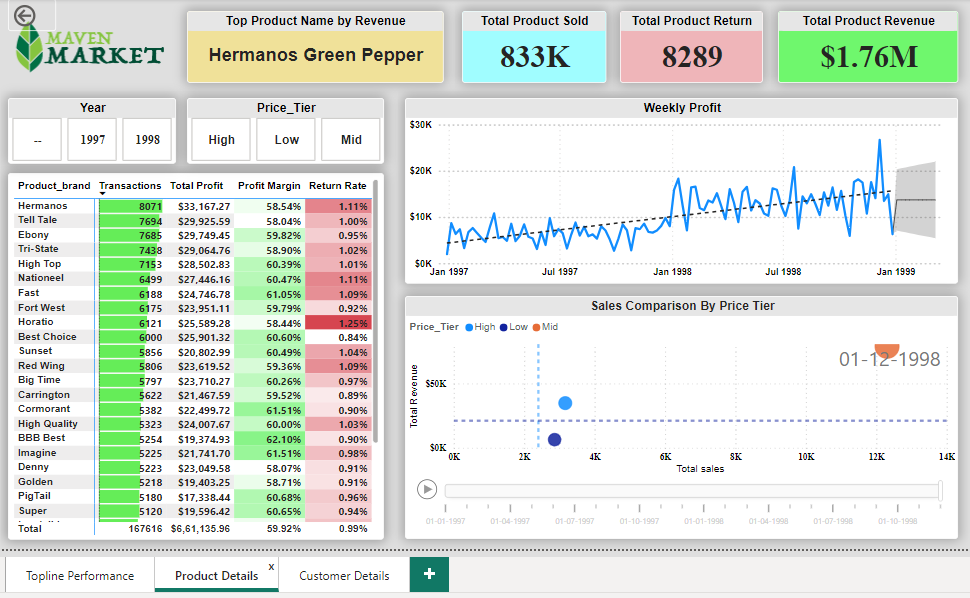 MAVEN
MARKET
Top Product Name by Revenue
Hermanos Green Pepper
Total Product Sold
833K
Total Product Return
8289
Total Product Revenue
$1.76M
Year
-- 1997 1998
Price_Tier
High Low Mid
Product_brand Transactions Total Profit Profit Margin Return Rate
Hermanos 8071 $33,167.27 58.54% 1.11%
Tell Tale 7694 $29,925.59 58.04% 1.00%
Ebony 7685 $29,749.45 59.82% 0.95%
Tri-State 7438 $29,064.76 58.90% 1.02%
High Top 7153 $28,502.83 60.39% 1.01%
Nationeel 6499 $27,446.16 60.47% 1.11%
Fast 6188 $24,746.78 61.05% 1.09%
Fort West 6175 $23,951.11 59.79% 0.92%
Horatio 6121 $25,589.28 58.44% 1.25%
Best Choice 6000 $25,901.32 60.60% 0.84%
Sunset 5856 $20,802.99 60.49% 1.04%
Red Wing 5806 $23,619.52 59.36% 1.09%
Big Time 5797 $23,710.27 60.26% 0.97%
Carrington 5622 $21,467.59 59.52% 0.89%
Cormorant 5382 $22,499.72 61.51% 0.90%
High Quality 5323 $24,007.67 60.00% 1.03%
BBB Best 5254 $19,374.93 62.10% 0.90%
Imagine 5225 $21,741.70 61.51% 0.98%
Denny 5223 $23,049.58 58.07% 0.91%
Golden 5218 $19,403.25 58.71% 0.91%
PigTail 5180 $17,338.44 60.68% 0.96%
Super 5120 $19,596.42 60.65% 0.94%
Total 167616 $6,61,135.96 59.92% 0.99%
Weekly Profit
$30K
$20K
$10K
$0K
Jan 1997 Jul 1997 Jan 1998 Jul 1998 Jan 1999
Sales Comparison By Price Tier
Price_Tier High Low Mid
01-12-1998
Total Revenue
$50K
$0K
0K 2K 4K 6K 8K 10K 12K 14K
Total sales
01-01-1997 01-04-1997 01-07-1997 01-10-1997 01-01-1998 01-04-1998 01-07-1998 01-10-1998
Topline Performance Product Details x Customer Details +